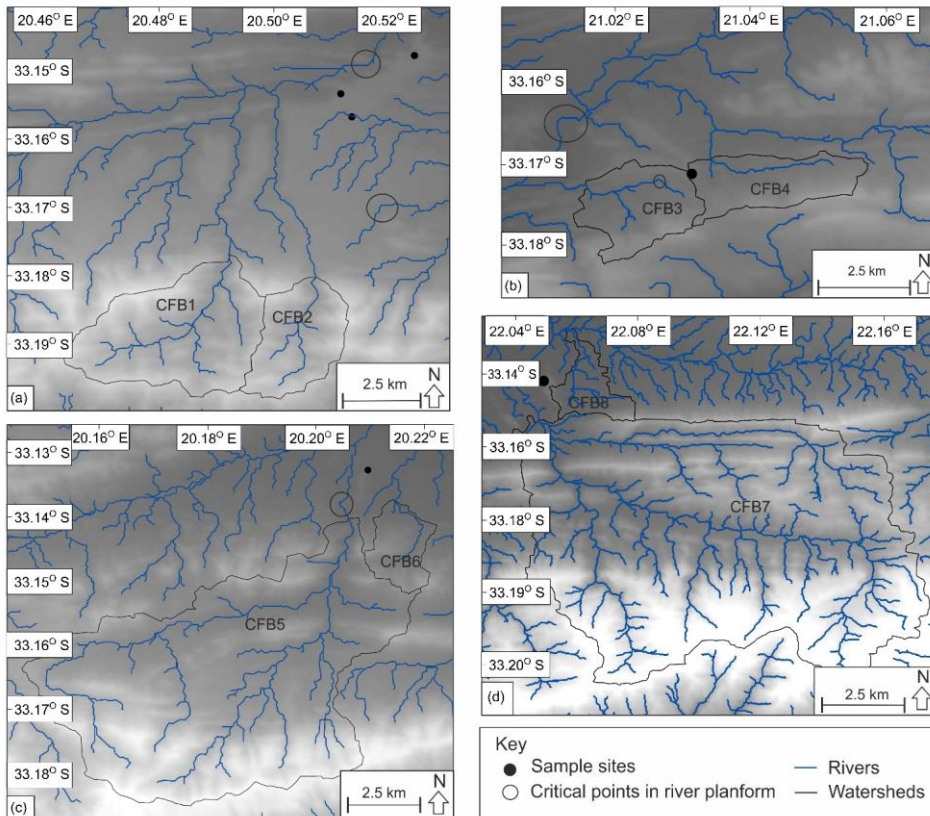 20.46° E 20.48° E 20.50° E 20.52° E
33.15° S
33.16° S
33.17° S
33.18° S
33.19° S
CFB1
CFB2
2.5 km
N
(a)
21.02° E 21.04° E 21.06° E
33.16° S
33.17° S
33.18° S
CFB3
CFB4
2.5 km
N
(b)
20.16° E 20.18° E 20.20° E 20.22° E
33.13° S
33.14° S
33.15° S
33.16° S
33.17° S
33.18° S
CFB6
CFB5
2.5 km
N
(c)
22.04° E 22.08° E 22.12° E 22.16° E
33.14° S
33.16° S
33.18° S
33.19° S
33.20° S
CFB8
CFB7
2.5 km
N
(d)
Key
Sample sites
Rivers
Critical points in river planform
Watersheds